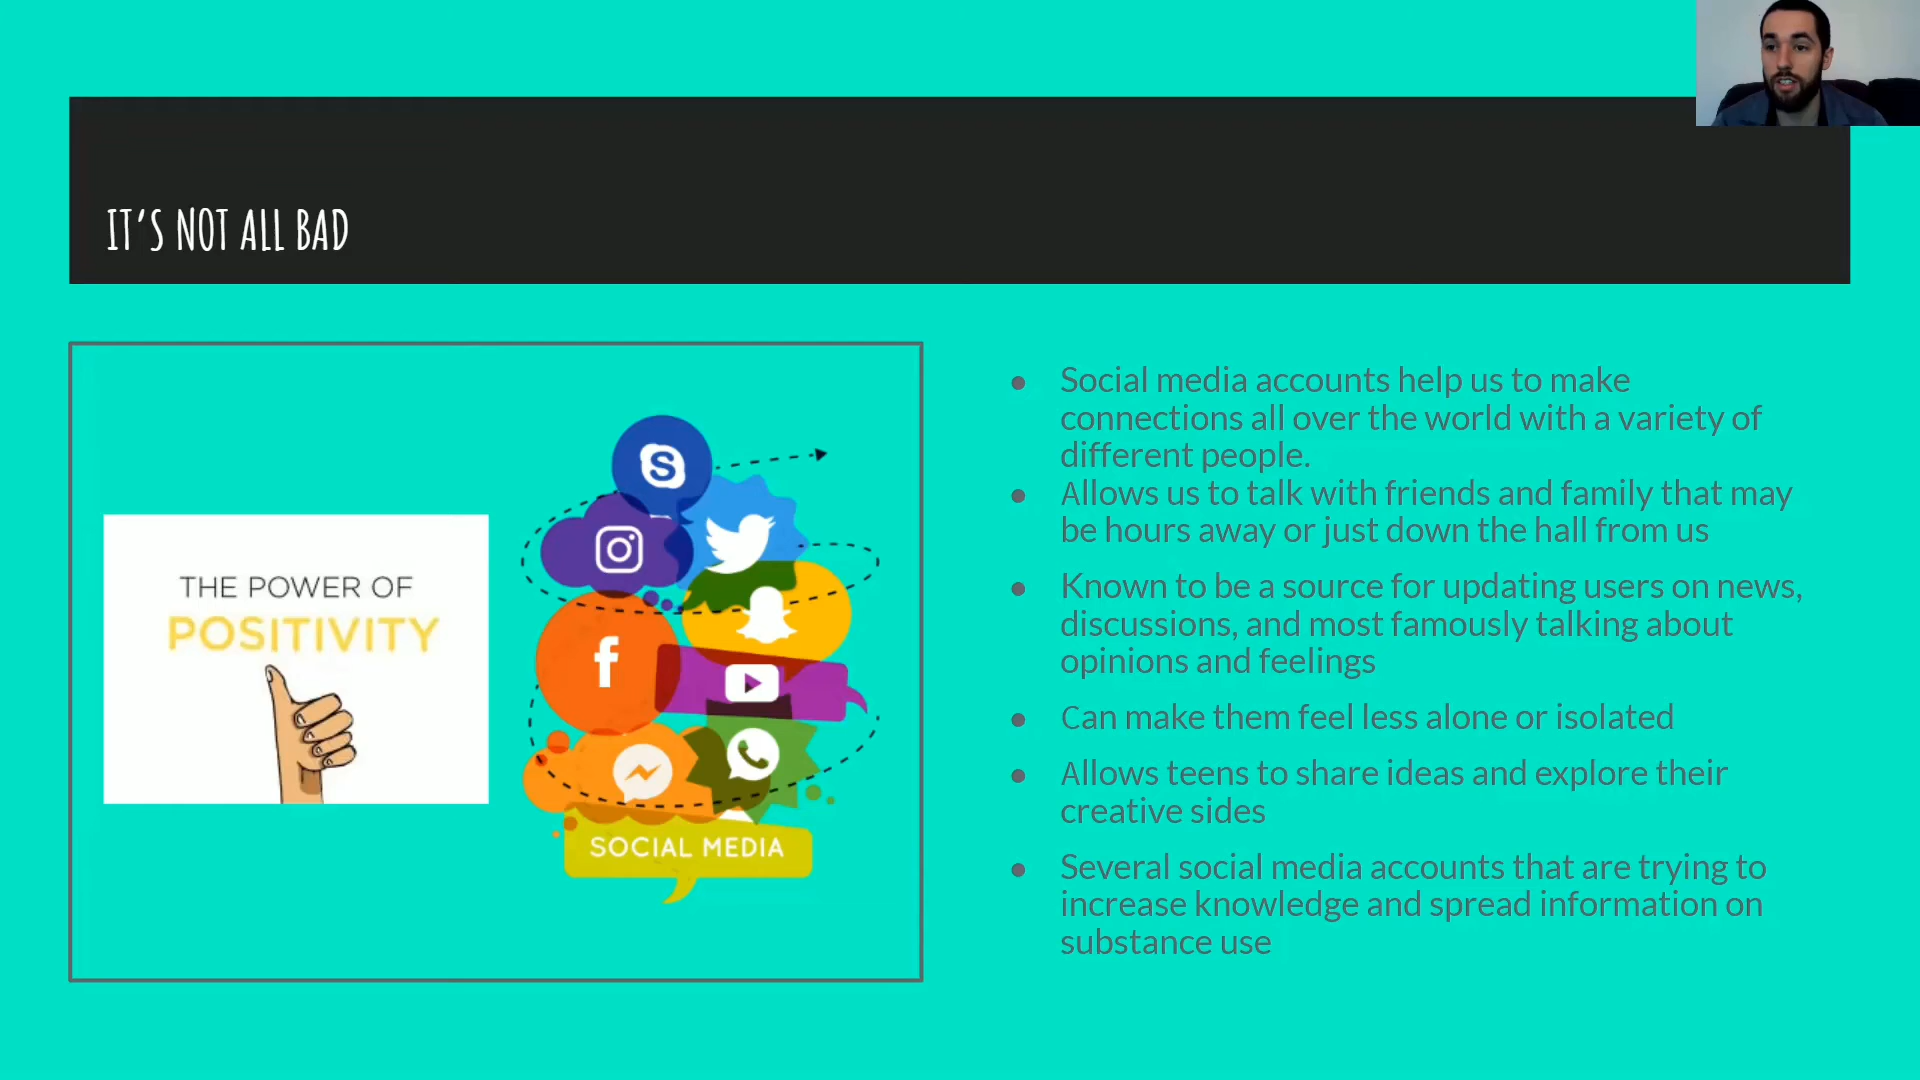 IT'S NOT ALL BAD
THE POWER OF
POSITIVITY
SOCIAL MEDIA
● Social media accounts help us to make
connections all over the world with a variety of
different people.
● Allows us to talk with friends and family that may
be hours away or just down the hall from us
● Known to be a source for updating users on news,
discussions, and most famously talking about
opinions and feelings
● Can make them feel less alone or isolated
● Allows teens to share ideas and explore their
creative sides
● Several social media accounts that are trying to
increase knowledge and spread information on
substance use